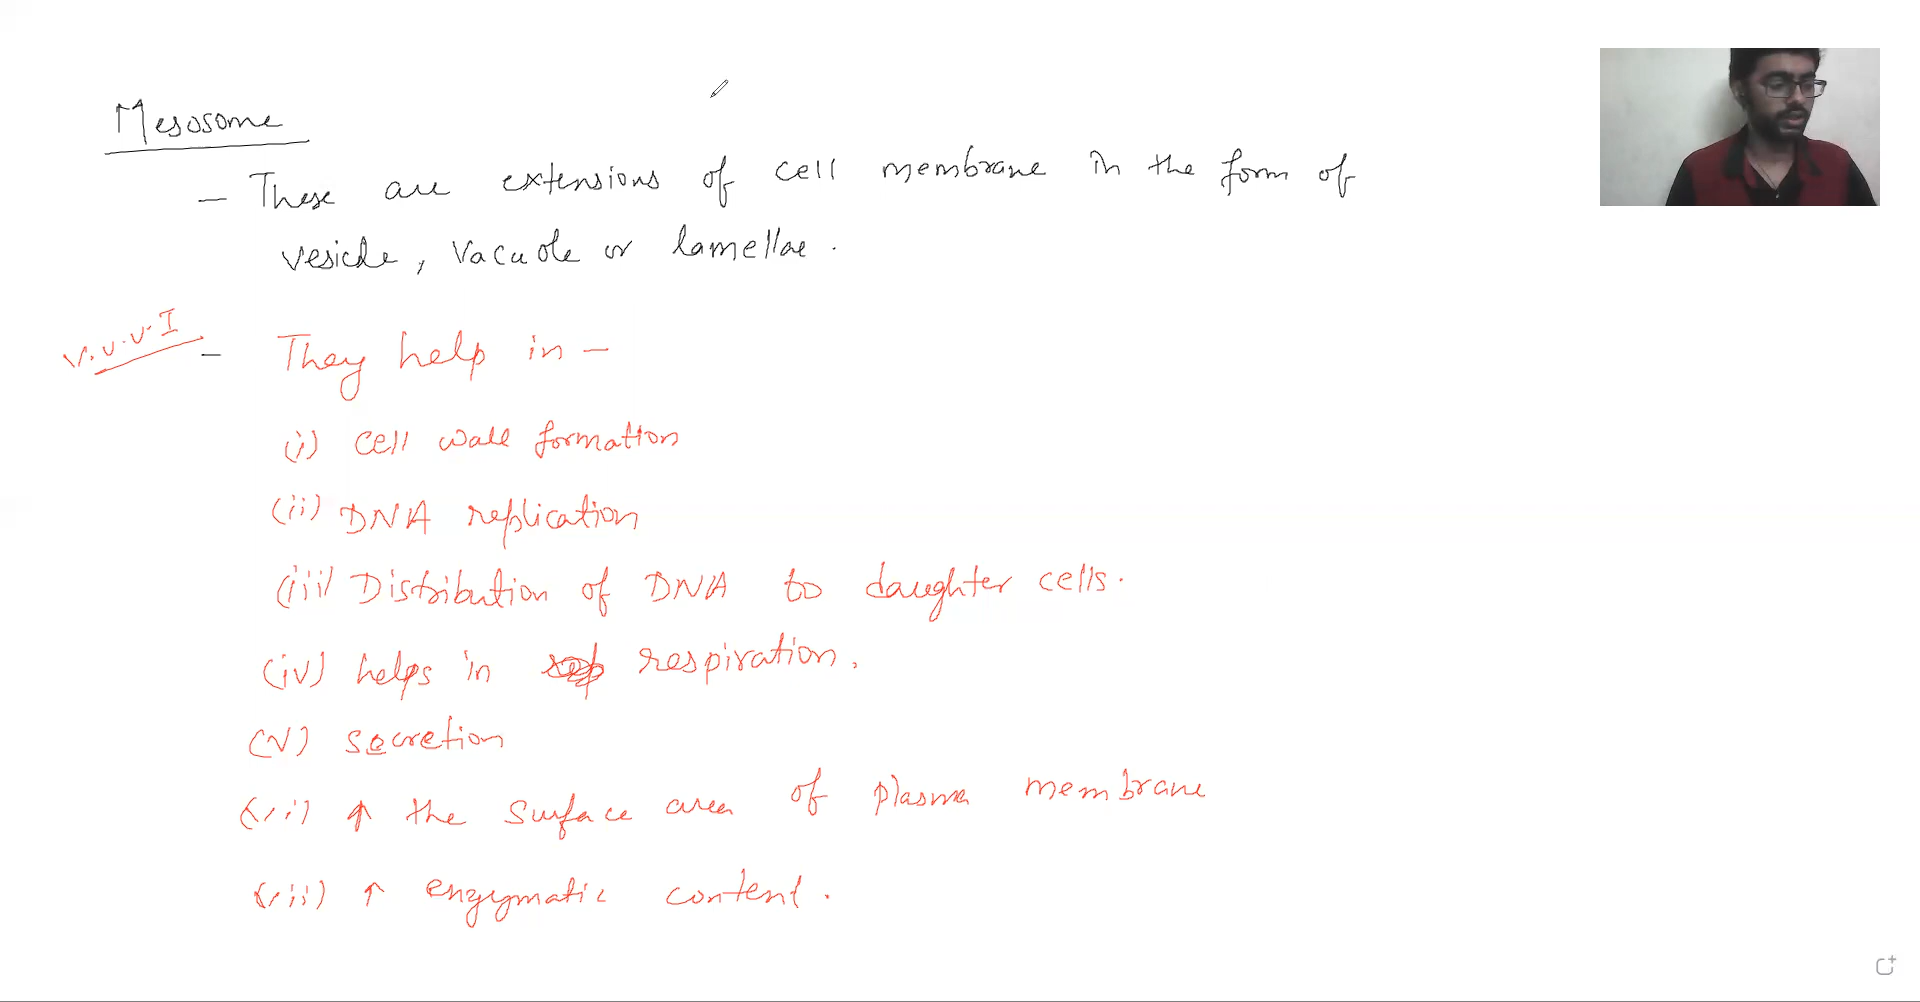 Mesosome
- These are extensions of cell membrane in the form of
vesicle, vacuole or lamellae.
V.V.V.I - They help in -
(i) cell wall formation
(ii) DNA replication
(iii) Distribution of DNA to daughter cells.
(iv) helps in respiration.
(v) secretion
(vi) ↑ the surface area of plasma membrane
(vii) ↑ enzymatic content.